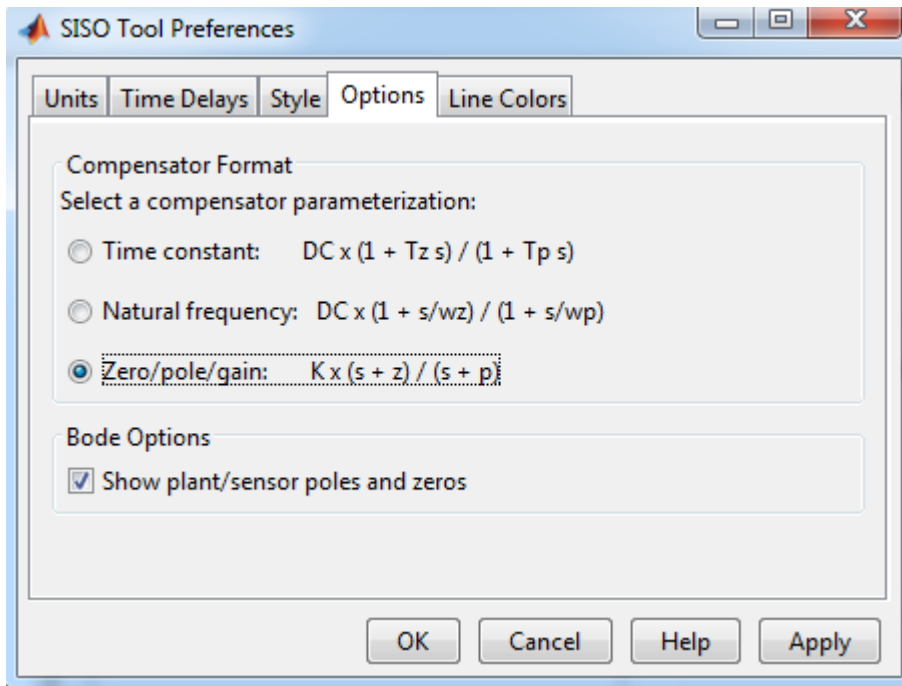 SISO Tool Preferences
Units Time Delays Style Options Line Colors
Compensator Format
Select a compensator parameterization:
Time constant: DC x (1 + Tz s) / (1 + Tp s)
Natural frequency: DC x (1 + s/wz) / (1 + s/wp)
Zero/pole/gain: K x (s + z) / (s + p)
Bode Options
Show plant/sensor poles and zeros
OK Cancel Help Apply